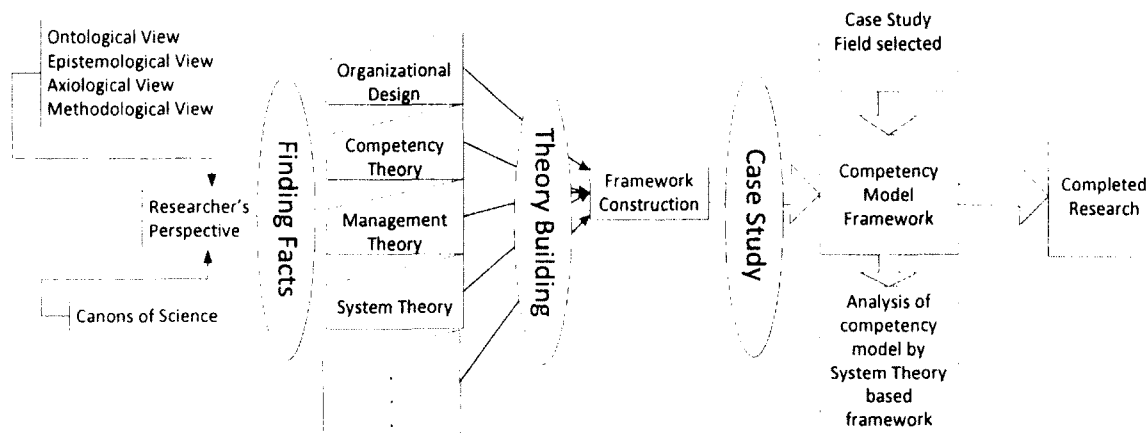 Ontological View
Epistemological View
Axiological View
Methodological View
Researcher's
Perspective
Canons of Science
Finding Facts
Organizational
Design
Competency
Theory
Management
Theory
System Theory
Theory Building
Framework
Construction
Case Study
Case Study
Field selected
Competency
Model
Framework
Analysis of
competency
model by
System Theory
based
framework
Completed
Research